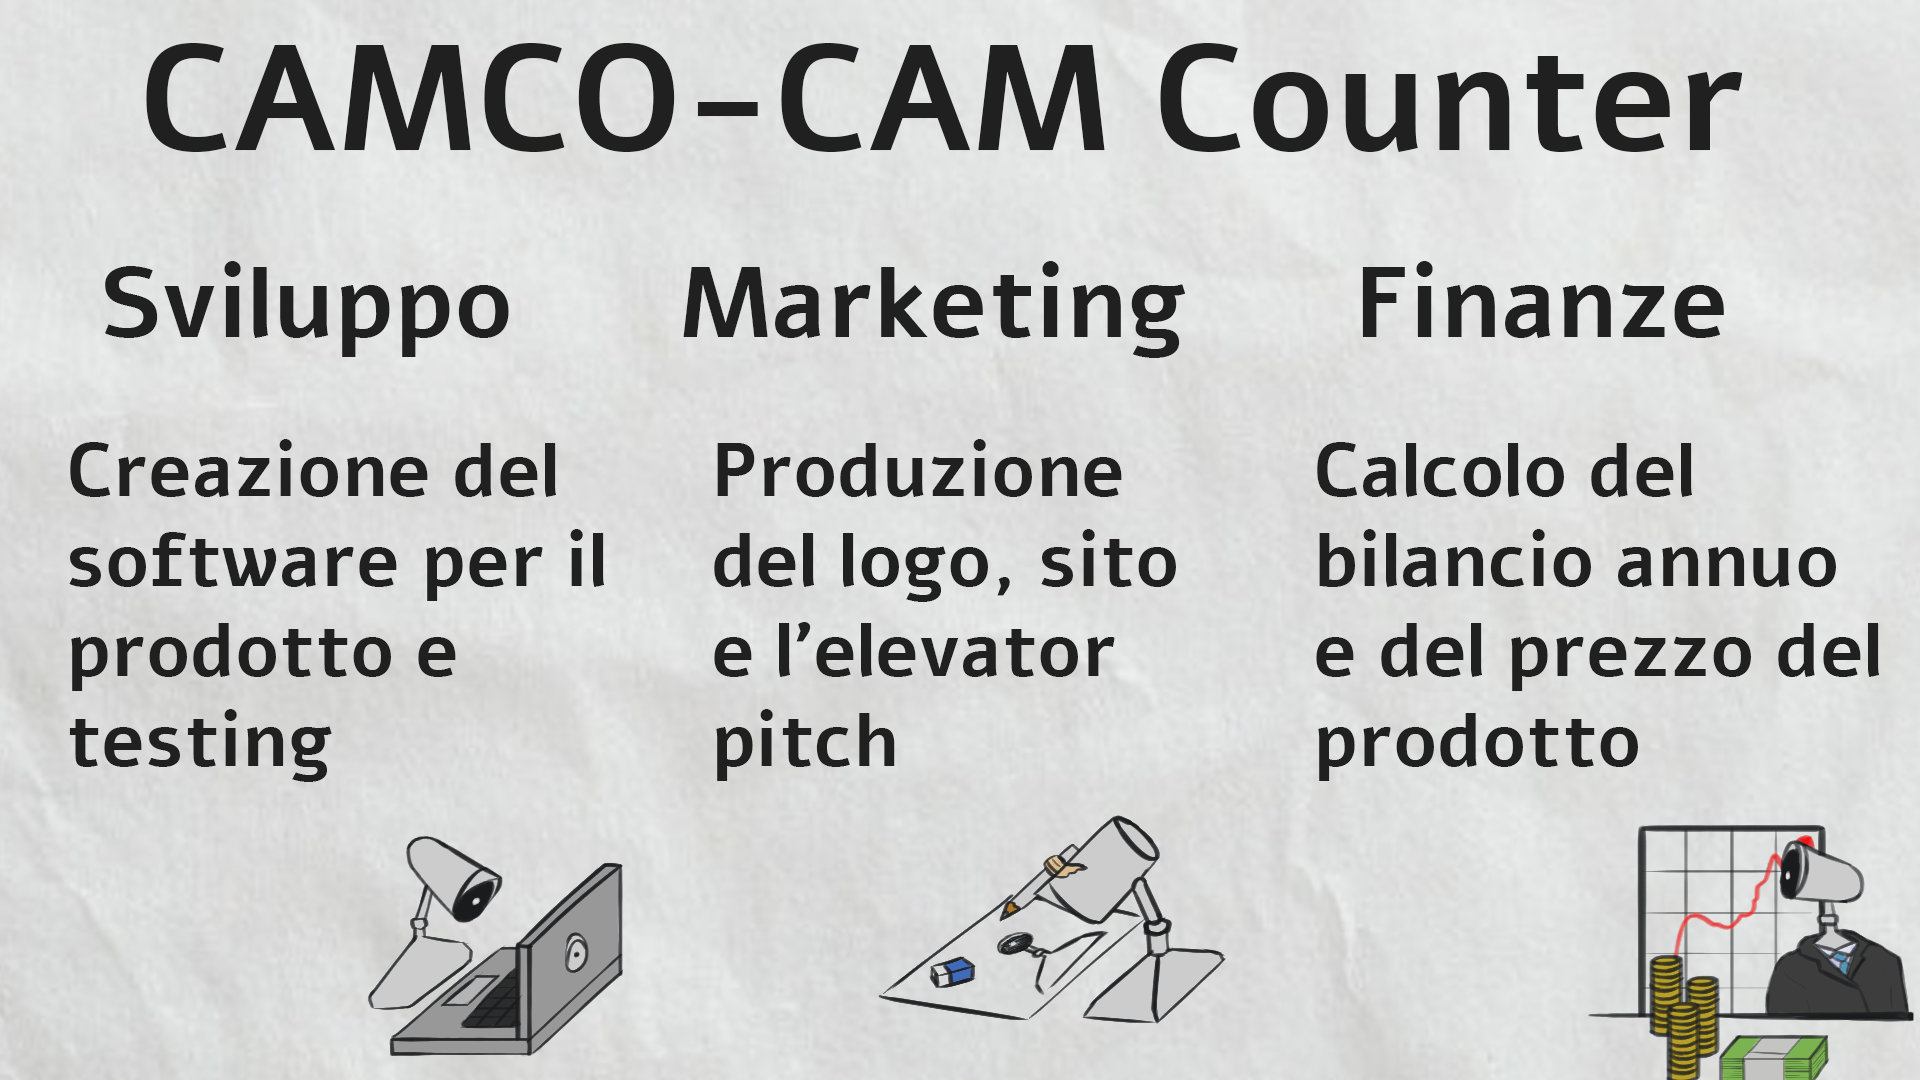 CAMCO-CAM Counter
Sviluppo
Creazione del
software per il
prodotto e
testing
Marketing
Produzione
del logo, sito
e l'elevator
pitch
Finanze
Calcolo del
bilancio annuo
e del prezzo del
prodotto